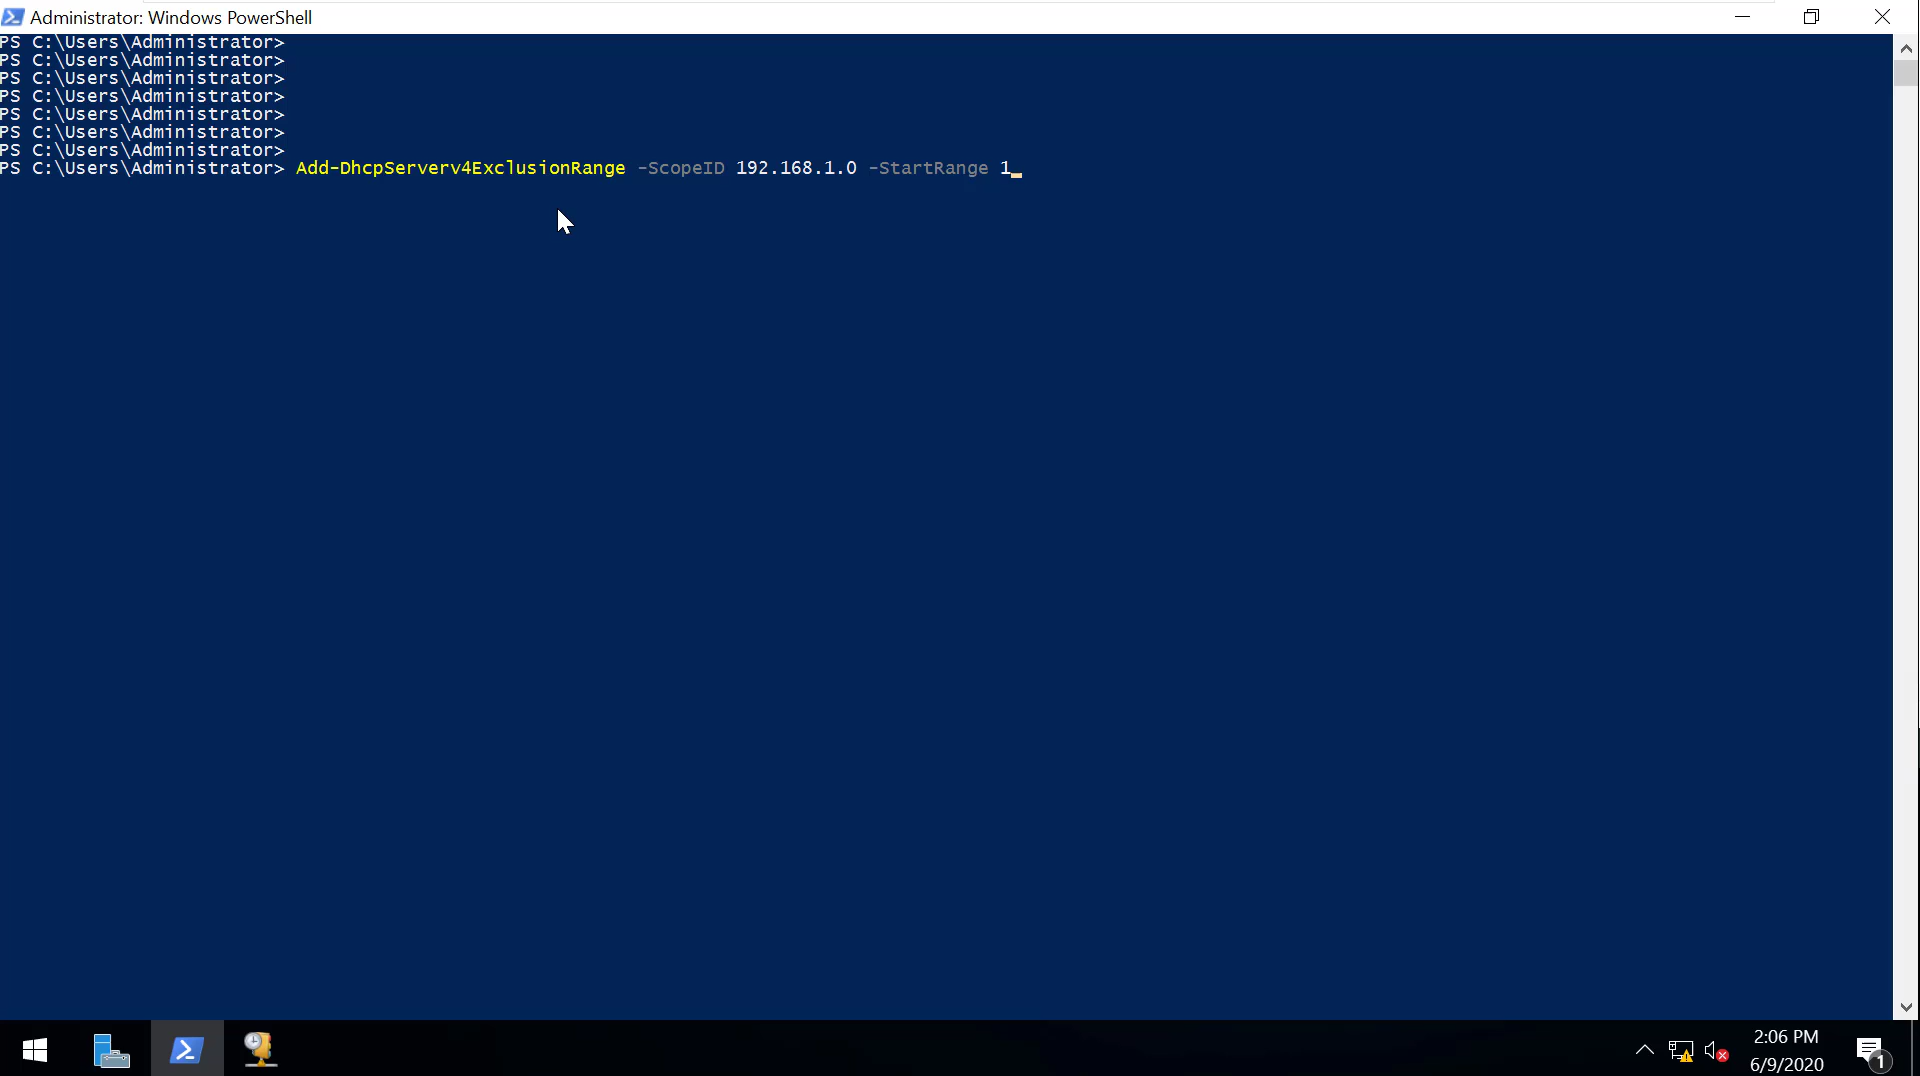 Administrator: Windows PowerShell
PS C:\Users\Administrator>
PS C:\Users\Administrator>
PS C:\Users\Administrator>
PS C:\Users\Administrator>
PS C:\Users\Administrator>
PS C:\Users\Administrator>
PS C:\Users\Administrator>
PS C:\Users\Administrator> Add-DhcpServerv4ExclusionRange -ScopeID 192.168.1.0 -StartRange 1_
2:06 PM
6/9/2020
1